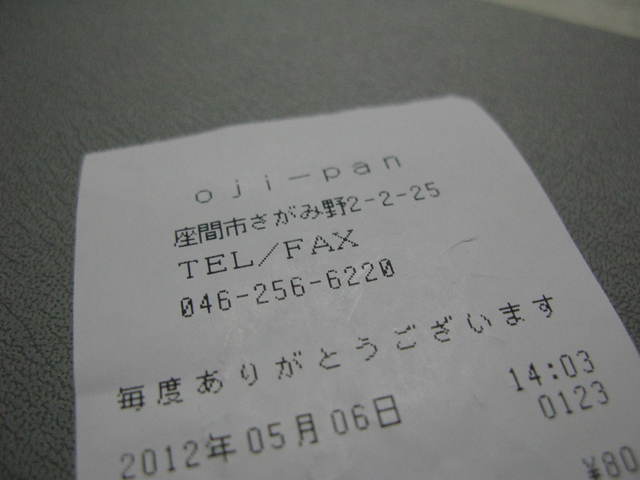 oji-pan
座間市さがみ野2-2-25
TEL/FAX
046-256-6220
毎度ありがとうございます
2012年05月06日 14:03
0123
¥80